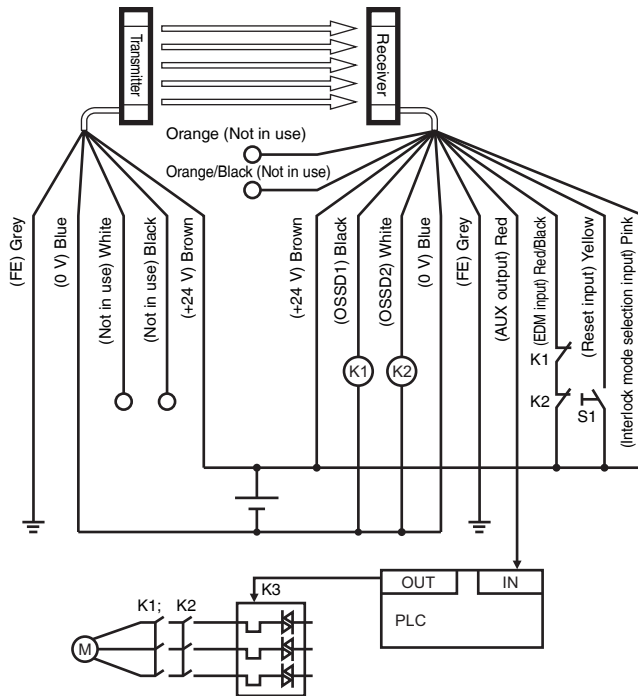 Transmitter
Receiver
Orange (Not in use)
Orange/Black (Not in use)
(FE) Grey
(0 V) Blue
(Not in use) White
(Not in use) Black
(+24 V) Brown
(+24 V) Brown
(OSSD1) Black
(OSSD2) White
(0 V) Blue
(FE) Grey
(AUX output) Red
(EDM input) Red/Black
(Reset input) Yellow
(Interlock mode selection input) Pink
K1
K2
K1
K2
S1
K3
OUT
IN
PLC
K1;
K2
M